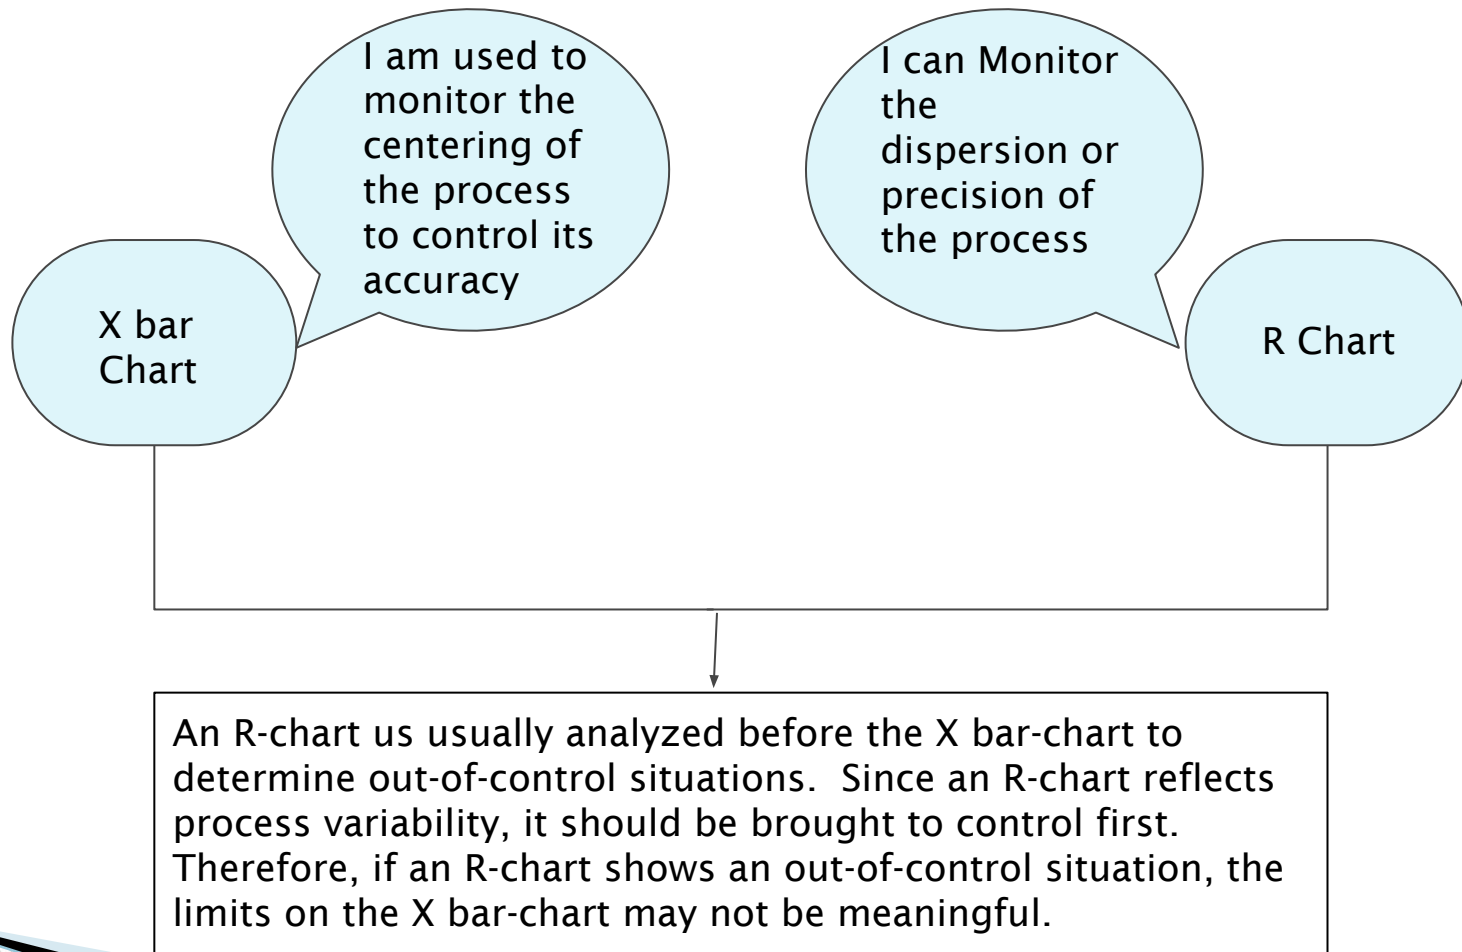 I am used to
monitor the
centering of
the process
to control its
accuracy
I can Monitor
the
dispersion or
precision of
the process
X bar
Chart
R Chart
An R-chart us usually analyzed before the X bar-chart to
determine out-of-control situations.  Since an R-chart reflects
process variability, it should be brought to control first.
Therefore, if an R-chart shows an out-of-control situation, the
limits on the X bar-chart may not be meaningful.